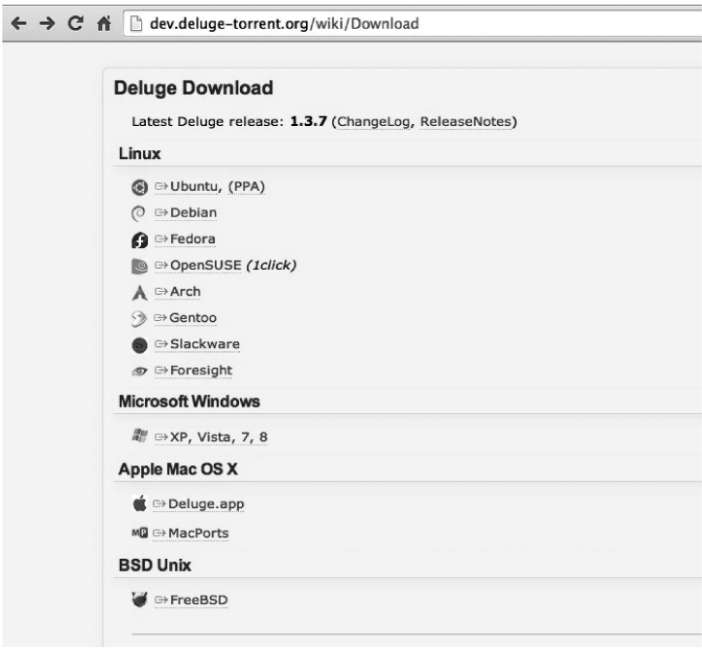 dev.deluge-torrent.org/wiki/Download
Deluge Download
Latest Deluge release: 1.3.7 (ChangeLog, ReleaseNotes)
Linux
Ubuntu, (PPA)
Debian
Fedora
OpenSUSE (1click)
Arch
Gentoo
Slackware
Foresight
Microsoft Windows
XP, Vista, 7, 8
Apple Mac OS X
Deluge.app
MP MacPorts
BSD Unix
FreeBSD